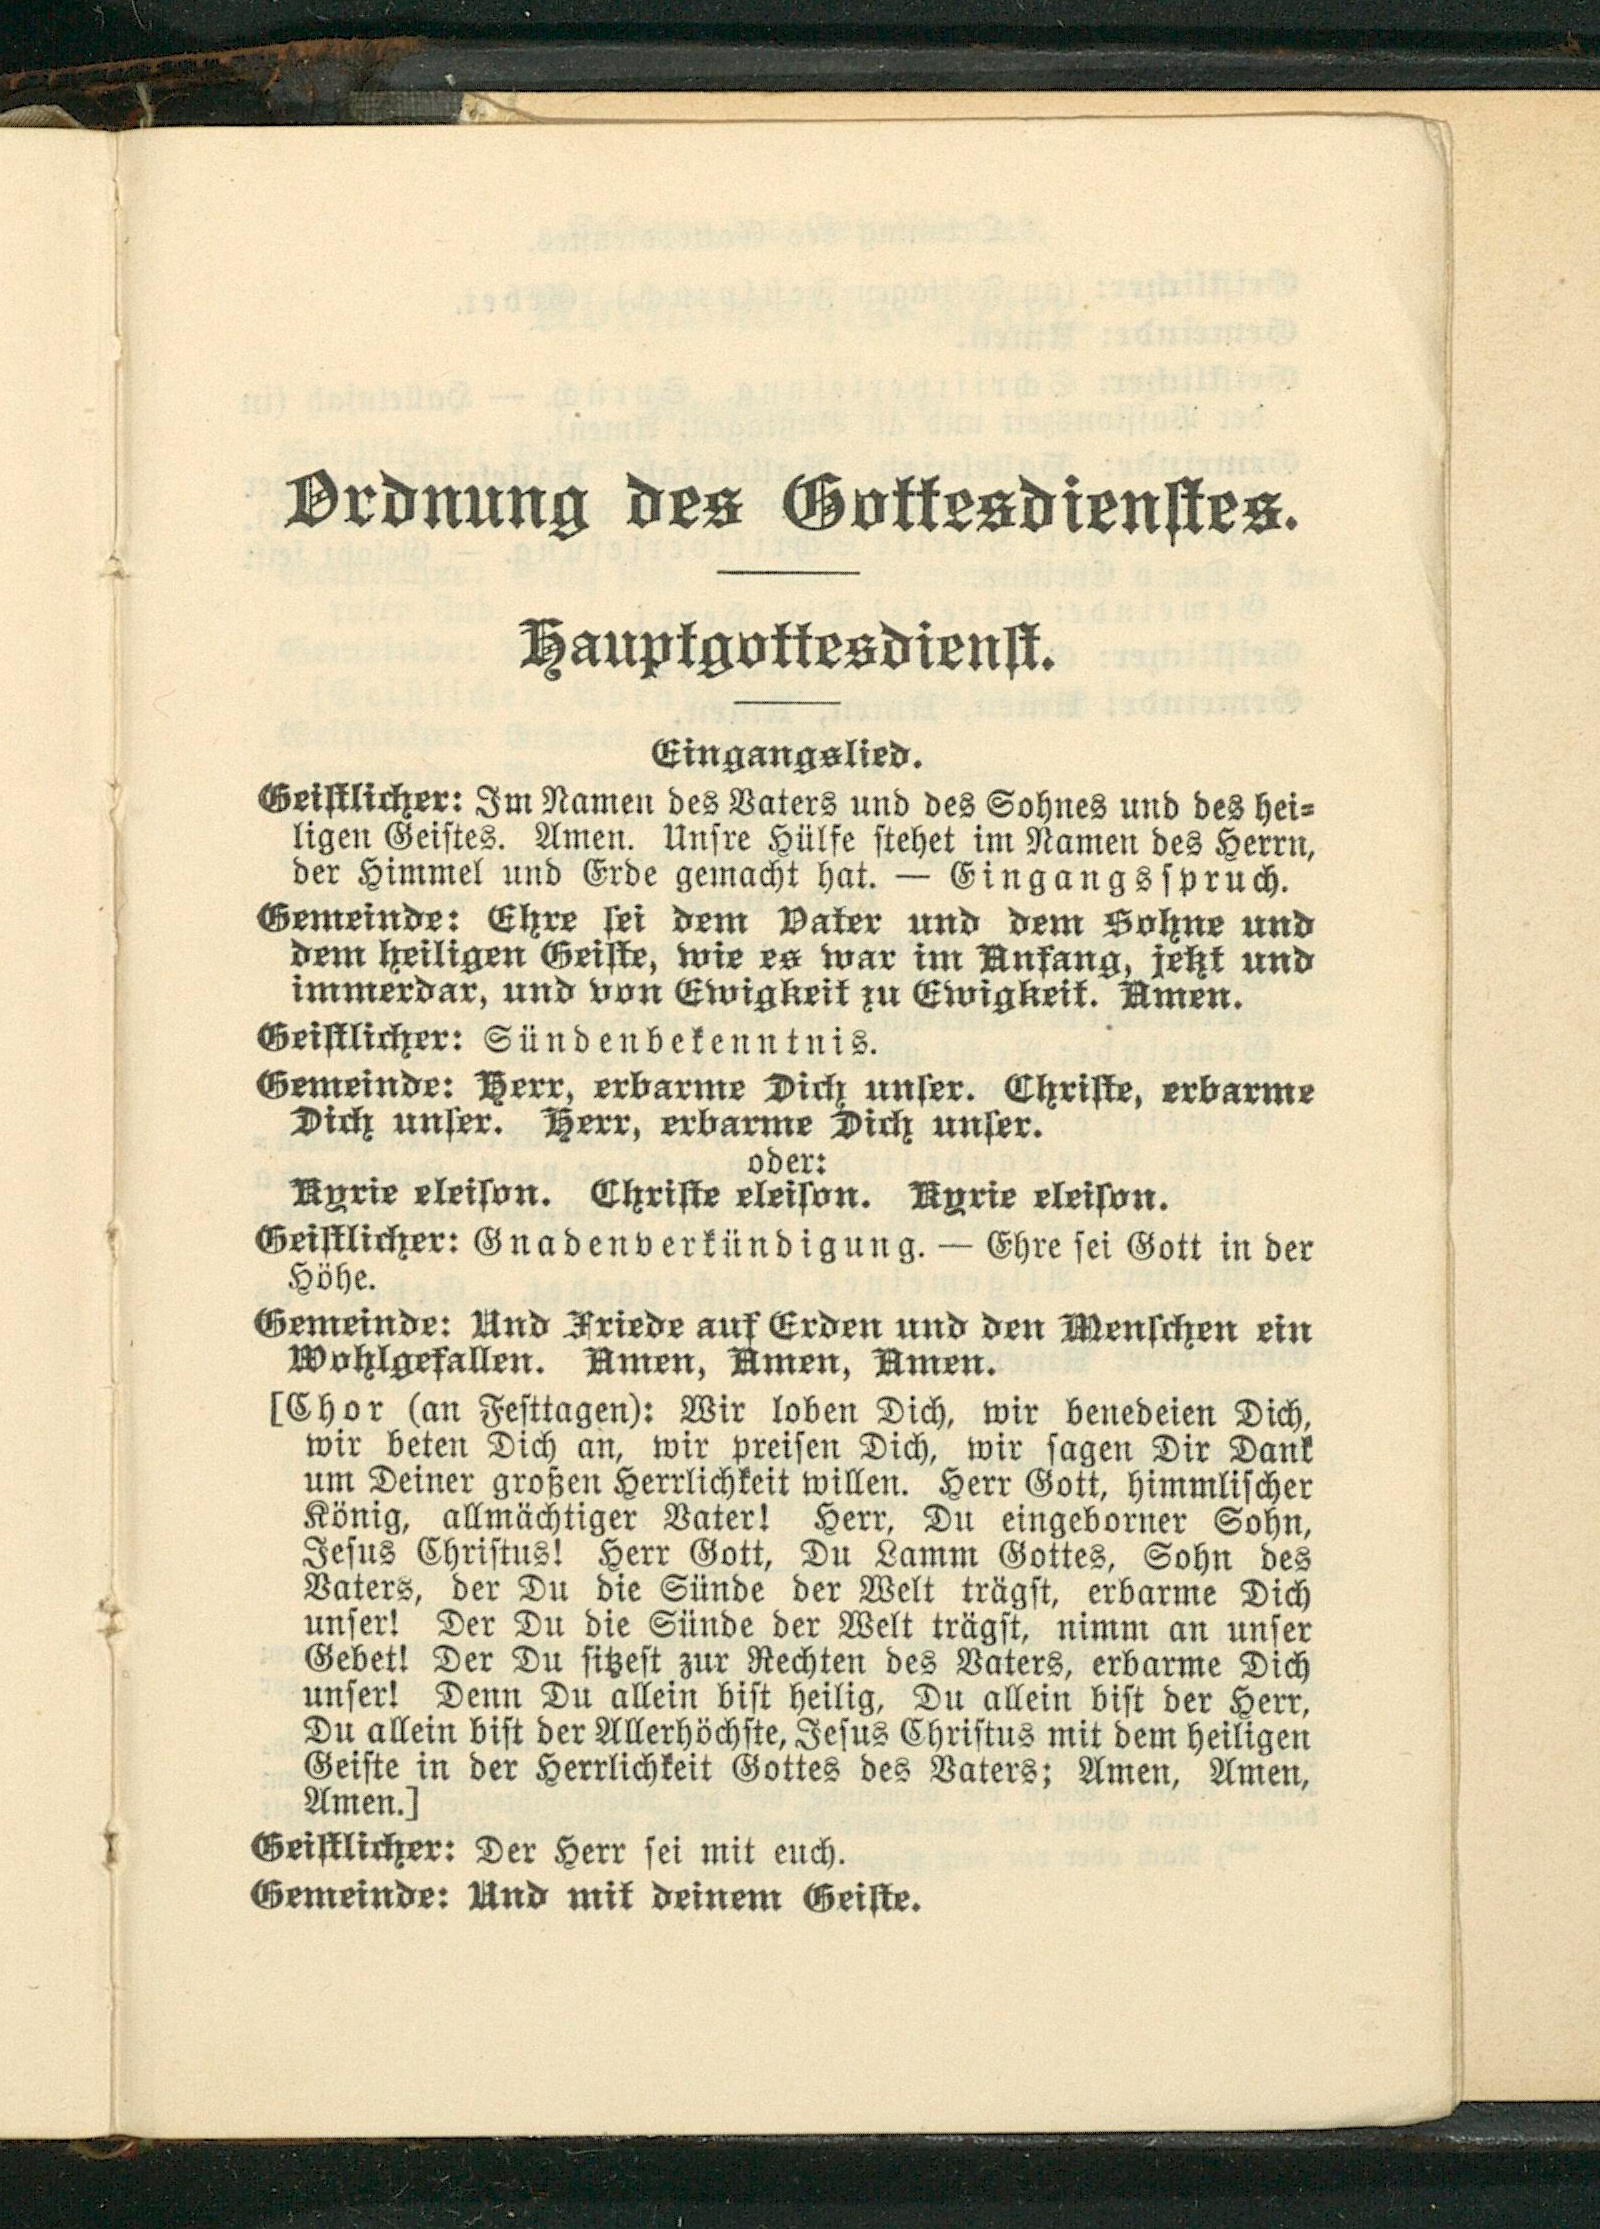 Ordnung des Gottesdienstes.
Hauptgottesdienst.
Eingangslied.
Geistlicher: Im Namen des Vaters und des Sohnes und des hei-
ligen Geistes. Amen. Unsre Hülfe stehet im Namen des Herrn,
der Himmel und Erde gemacht hat. — Eingangsspruch.
Gemeinde: Ehre sei dem Vater und dem Sohne und
dem heiligen Geiste, wie es war im Anfang, jetzt und
immerdar, und von Ewigkeit zu Ewigkeit. Amen.
Geistlicher: Sündenbekenntnis.
Gemeinde: Herr, erbarme Dich unser. Christe, erbarme
Dich unser. Herr, erbarme Dich unser.
oder:
Kyrie eleison. Christe eleison. Kyrie eleison.
Geistlicher: Gnadenverkündigung. — Ehre sei Gott in der
Höhe.
Gemeinde: Und Friede auf Erden und den Menschen ein
Wohlgefallen. Amen, Amen, Amen.
[Chor (an Festtagen): Wir loben Dich, wir benedeien Dich,
wir beten Dich an, wir preisen Dich, wir sagen Dir Dank
um Deiner großen Herrlichkeit willen. Herr Gott, himmlischer
König, allmächtiger Vater! Herr, Du eingeborner Sohn,
Jesus Christus! Herr Gott, Du Lamm Gottes, Sohn des
Vaters, der Du die Sünde der Welt trägst, erbarme Dich
unser! Der Du die Sünde der Welt trägst, nimm an unser
Gebet! Der Du sitzest zur Rechten des Vaters, erbarme Dich
unser! Denn Du allein bist heilig, Du allein bist der Herr,
Du allein bist der Allerhöchste, Jesus Christus mit dem heiligen
Geiste in der Herrlichkeit Gottes des Vaters; Amen, Amen,
Amen.]
Geistlicher: Der Herr sei mit euch.
Gemeinde: Und mit deinem Geiste.